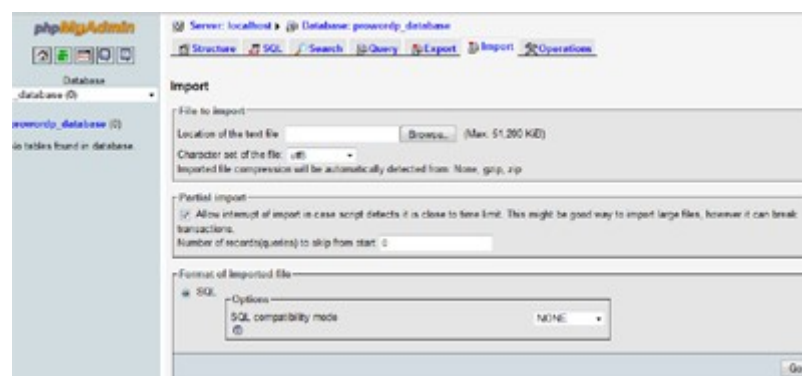 phpMyAdmin
Database
_database (0)
prowordp_database (0)
No tables found in database.
Server: localhost ▸ Database: prowordp_database
Structure SQL Search Query Export Import Operations
Import
File to import
Location of the text file Browse... (Max: 51,200 KiB)
Character set of the file: utf8
Imported file compression will be automatically detected from: None, gzip, zip
Partial import
Allow interrupt of import in case script detects it is close to time limit. This might be good way to import large files, however it can break
transactions.
Number of records(queries) to skip from start 0
Format of imported file
SQL
Options
SQL compatibility mode NONE
Go